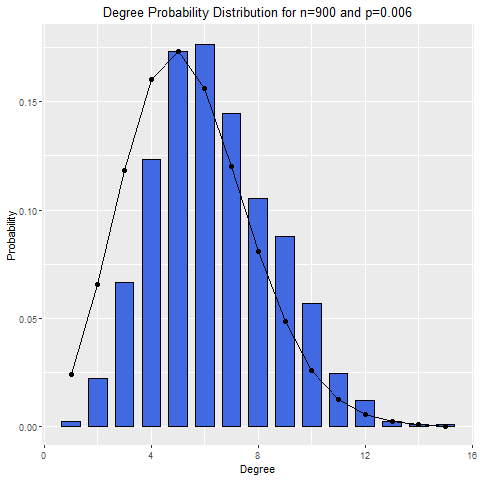 Degree Probability Distribution for n=900 and p=0.006
0.15
0.10
0.05
0.00
Probability
0 4 8 12 16
Degree